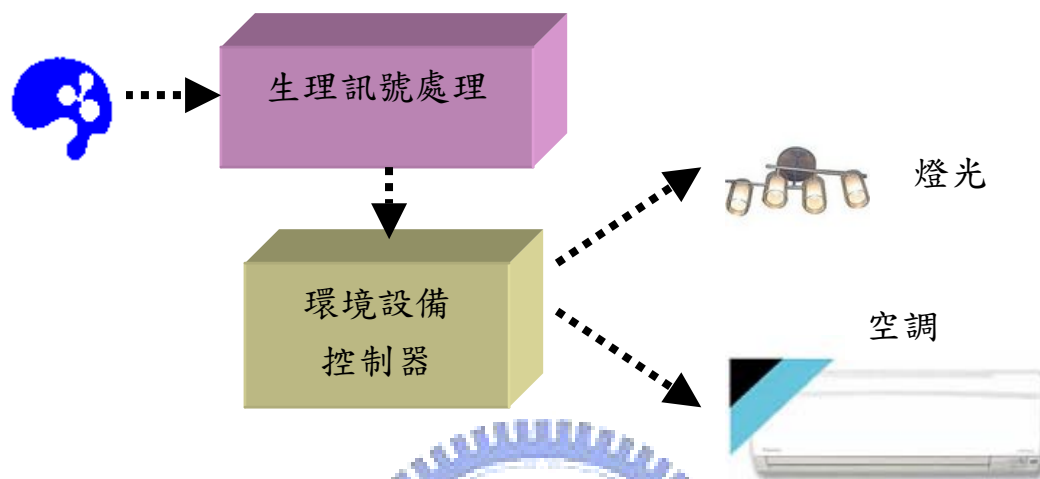 生理訊號處理
燈光
環境設備
控制器
空調